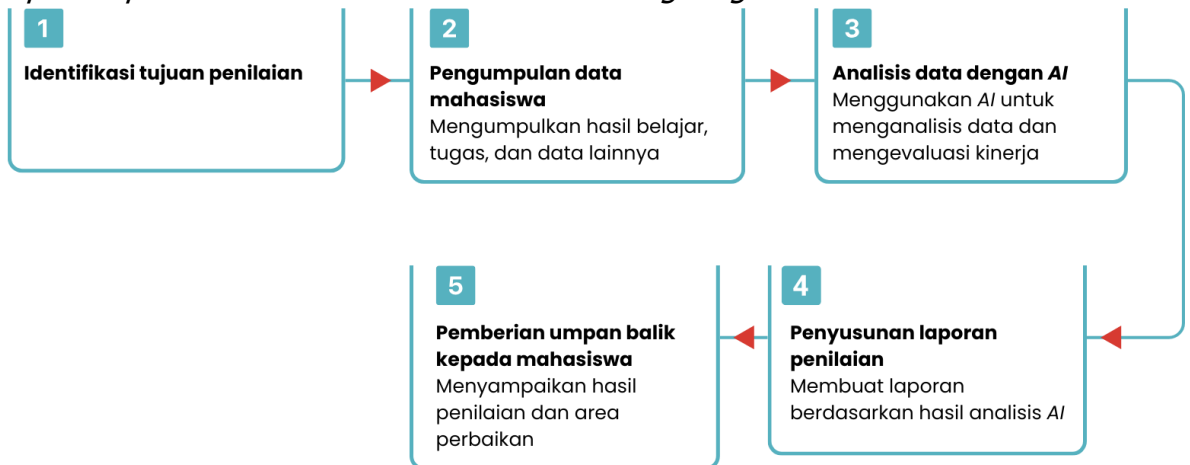 1
Identifikasi tujuan penilaian
2
Pengumpulan data
mahasiswa
Mengumpulkan hasil belajar,
tugas, dan data lainnya
3
Analisis data dengan AI
Menggunakan AI untuk
menganalisis data dan
mengevaluasi kinerja
4
Penyusunan laporan
penilaian
Membuat laporan
berdasarkan hasil analisis AI
5
Pemberian umpan balik
kepada mahasiswa
Menyampaikan hasil
penilaian dan area
perbaikan